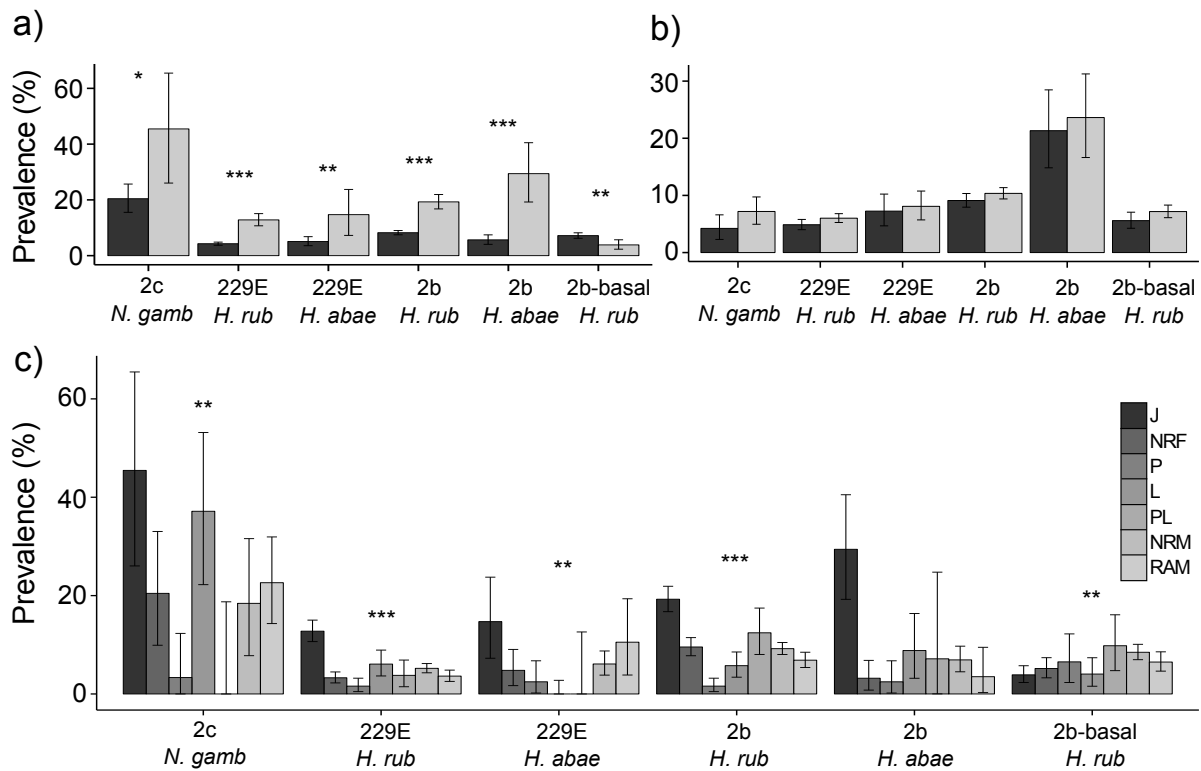 a)
Prevalence (%)
60
40
20
0
*
***
**
***
***
**
2c
N. gamb
229E
H. rub
229E
H. abae
2b
H. rub
2b
H. abae
2b-basal
H. rub
b)
30
20
10
0
2c
N. gamb
229E
H. rub
229E
H. abae
2b
H. rub
2b
H. abae
2b-basal
H. rub
c)
Prevalence (%)
60
40
20
0
**
***
**
***
**
J
NRF
P
L
PL
NRM
RAM
2c
N. gamb
229E
H. rub
229E
H. abae
2b
H. rub
2b
H. abae
2b-basal
H. rub